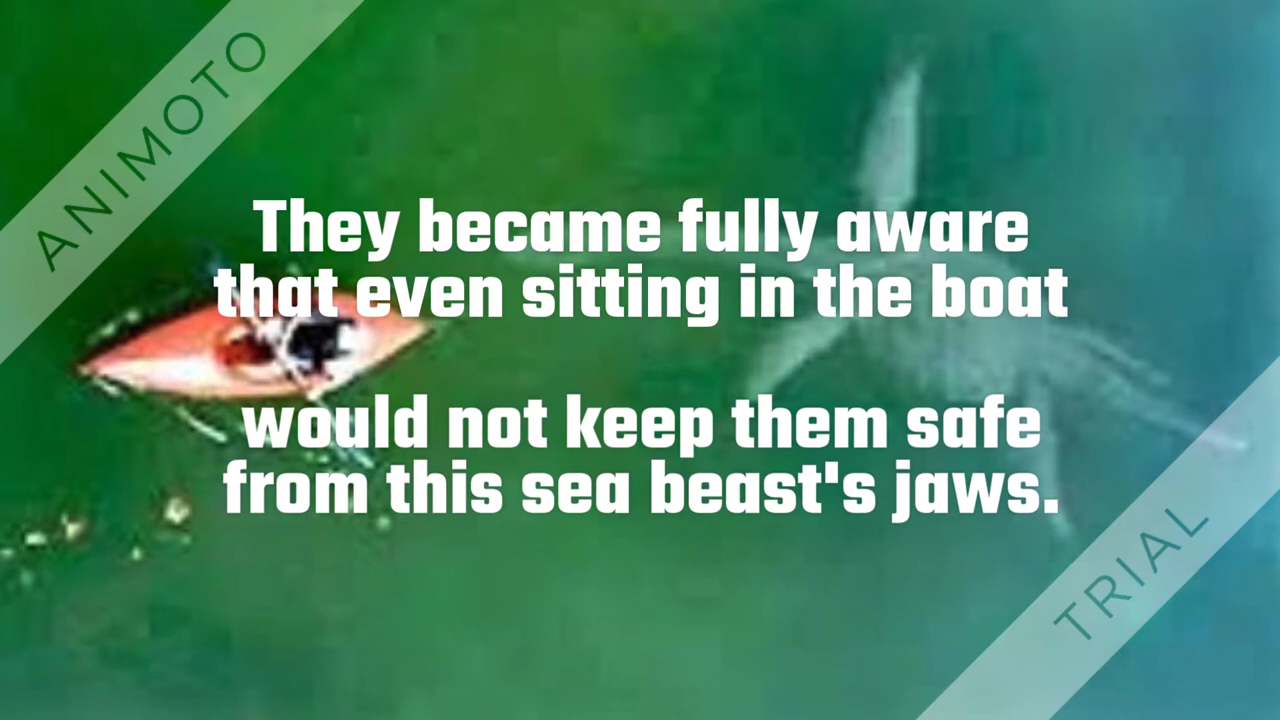 ANIMOTO
They became fully aware
that even sitting in the boat
would not keep them safe
from this sea beast's jaws.
TRIAL